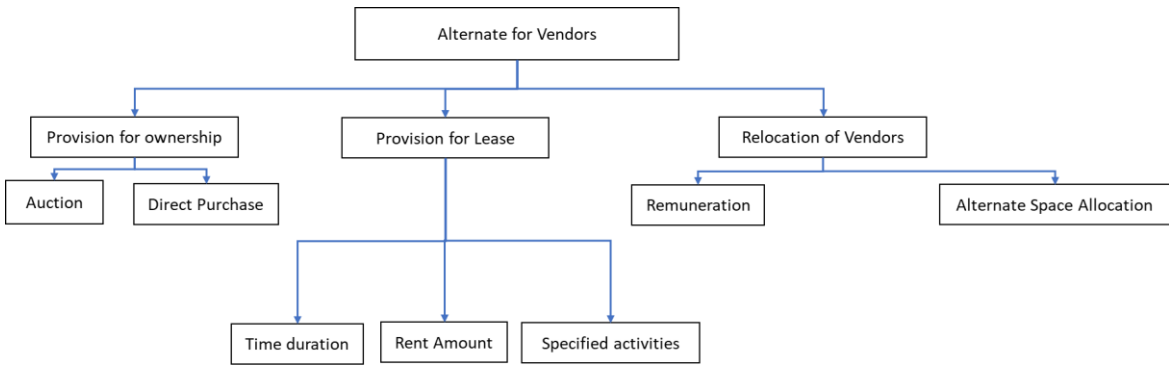 Alternate for Vendors
Provision for ownership
Provision for Lease
Relocation of Vendors
Auction
Direct Purchase
Remuneration
Alternate Space Allocation
Time duration
Rent Amount
Specified activities